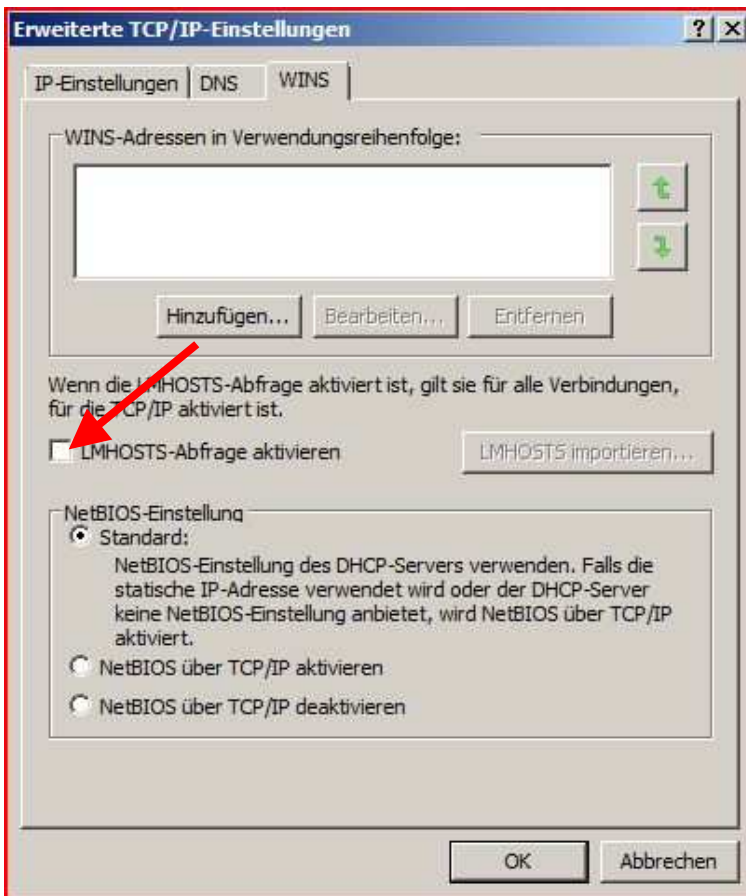 Erweiterte TCP/IP-Einstellungen
IP-Einstellungen DNS WINS
WINS-Adressen in Verwendungsreihenfolge:
Hinzufügen... Bearbeiten... Entfernen
Wenn die LMHOSTS-Abfrage aktiviert ist, gilt sie für alle Verbindungen,
für die TCP/IP aktiviert ist.
LMHOSTS-Abfrage aktivieren LMHOSTS importieren...
NetBIOS-Einstellung
Standard:
NetBIOS-Einstellung des DHCP-Servers verwenden. Falls die
statische IP-Adresse verwendet wird oder der DHCP-Server
keine NetBIOS-Einstellung anbietet, wird NetBIOS über TCP/IP
aktiviert.
NetBIOS über TCP/IP aktivieren
NetBIOS über TCP/IP deaktivieren
OK Abbrechen